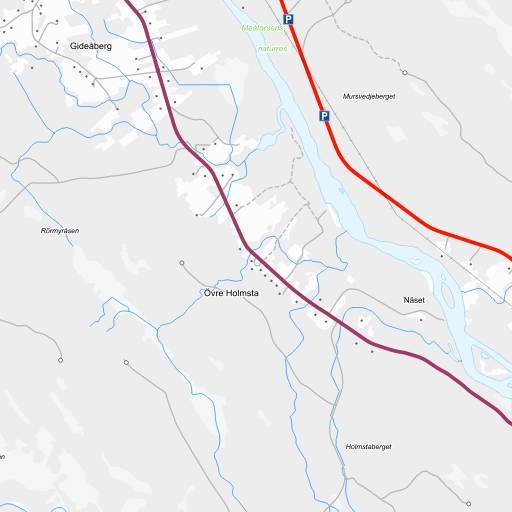 P
Meåforsens
naturres
Gideåberg
Mursvedjeberget
P
Rörmyråsen
Övre Holmsta
Näset
Holmstaberget